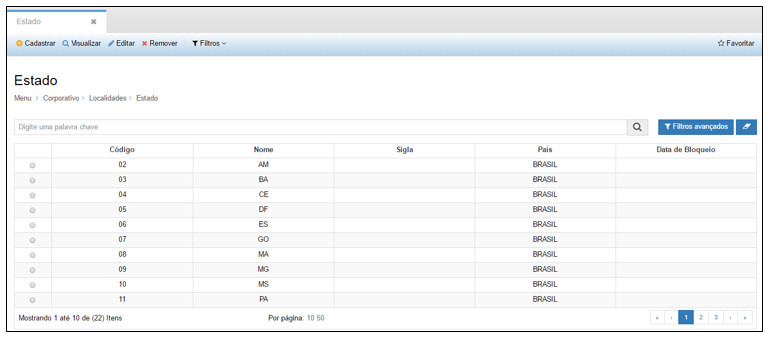 Estado ×
Cadastrar Visualizar Editar Remover Filtros Favoritar
Estado
Menu > Corporativo > Localidades > Estado
Digite uma palavra chave Filtros avançados
Código Nome Sigla País Data de Bloqueio
02 AM BRASIL
03 BA BRASIL
04 CE BRASIL
05 DF BRASIL
06 ES BRASIL
07 GO BRASIL
08 MA BRASIL
09 MG BRASIL
10 MS BRASIL
11 PA BRASIL
Mostrando 1 até 10 de (22) Itens Por página: 10 50 « ‹ 1 2 3 › »